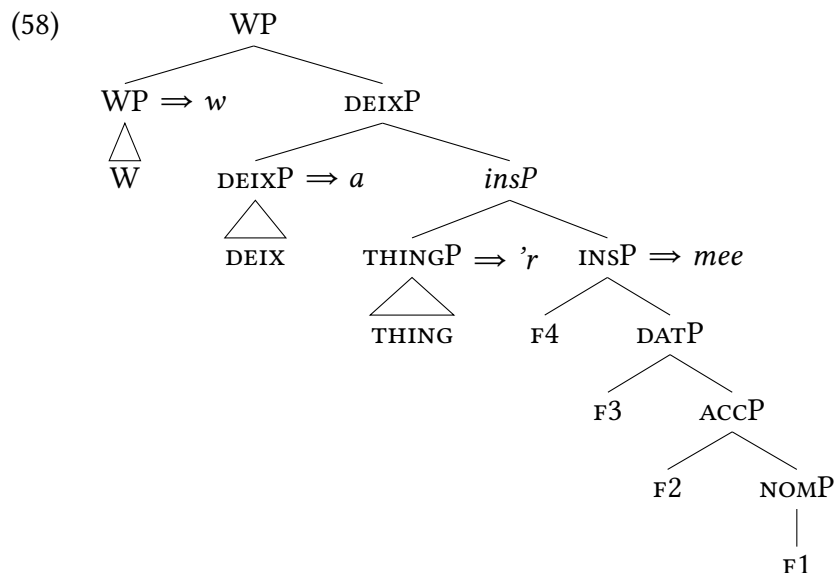 (58) WP
WP ⇒ w DEIXP
W DEIXP ⇒ a insP
DEIX THINGP ⇒ ’r INSP ⇒ mee
THING F4 DATP
F3 ACCP
F2 NOMP
F1